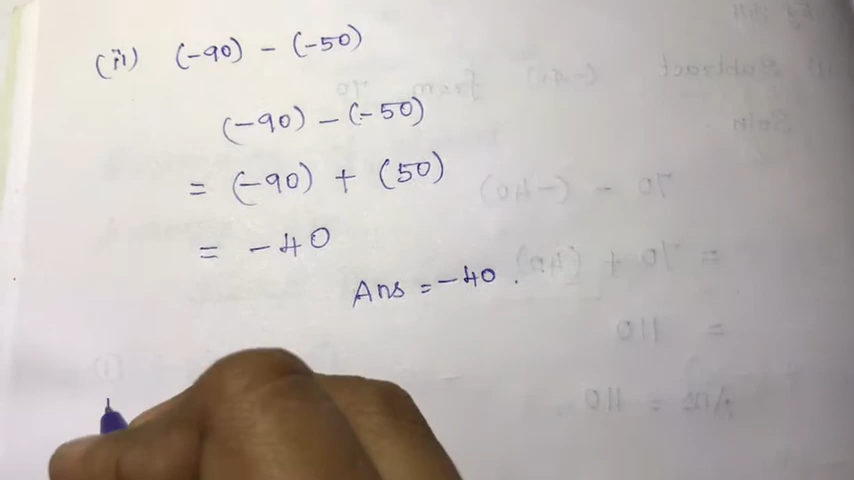 (ii) (-90) - (-50)
(-90) - (-50)
= (-90) + (50)
= -40
Ans = -40.